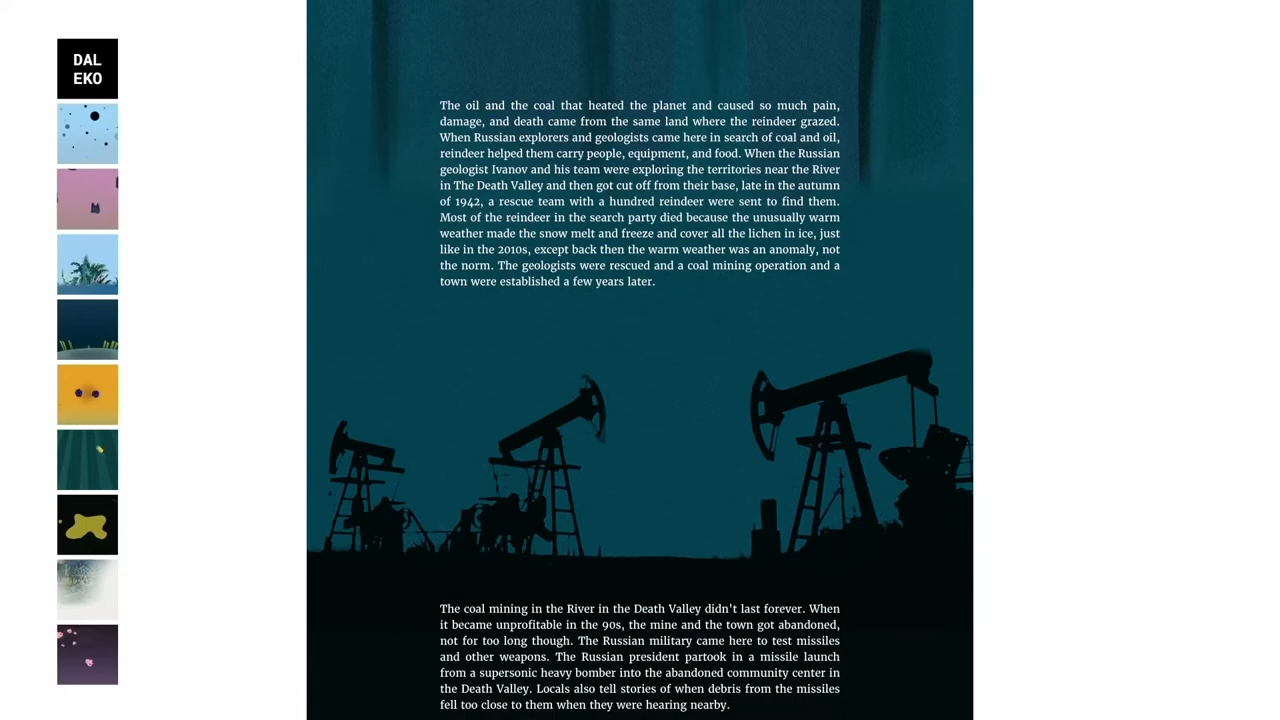 DAL
EKO
The oil and the coal that heated the planet and caused so much pain,
damage, and death came from the same land where the reindeer grazed.
When Russian explorers and geologists came here in search of coal and oil,
reindeer helped them carry people, equipment, and food. When the Russian
geologist Ivanov and his team were exploring the territories near the River
in The Death Valley and then got cut off from their base, late in the autumn
of 1942, a rescue team with a hundred reindeer were sent to find them.
Most of the reindeer in the search party died because the unusually warm
weather made the snow melt and freeze and cover all the lichen in ice, just
like in the 2010s, except back then the warm weather was an anomaly, not
the norm. The geologists were rescued and a coal mining operation and a
town were established a few years later.
The coal mining in the River in the Death Valley didn't last forever. When
it became unprofitable in the 90s, the mine and the town got abandoned,
not for too long though. The Russian military came here to test missiles
and other weapons. The Russian president partook in a missile launch
from a supersonic heavy bomber into the abandoned community center in
the Death Valley. Locals also tell stories of when debris from the missiles
fell too close to them when they were hearing nearby.